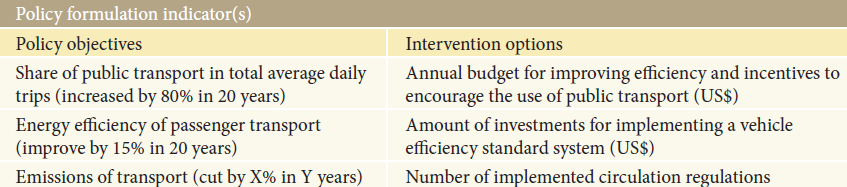 Policy formulation indicator(s)
Policy objectives
Intervention options
Share of public transport in total average daily
trips (increased by 80% in 20 years)
Annual budget for improving efficiency and incentives to
encourage the use of public transport (US$)
Energy efficiency of passenger transport
(improve by 15% in 20 years)
Amount of investments for implementing a vehicle
efficiency standard system (US$)
Emissions of transport (cut by X% in Y years)
Number of implemented circulation regulations